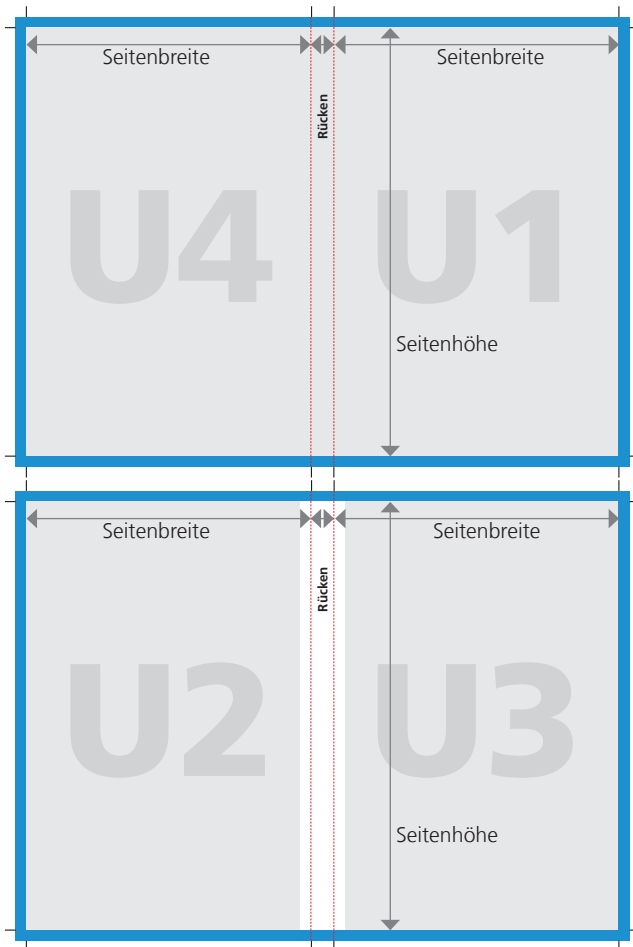 Seitenbreite
Seitenbreite
Rücken
U4
U1
Seitenhöhe
Seitenbreite
Seitenbreite
Rücken
U2
U3
Seitenhöhe